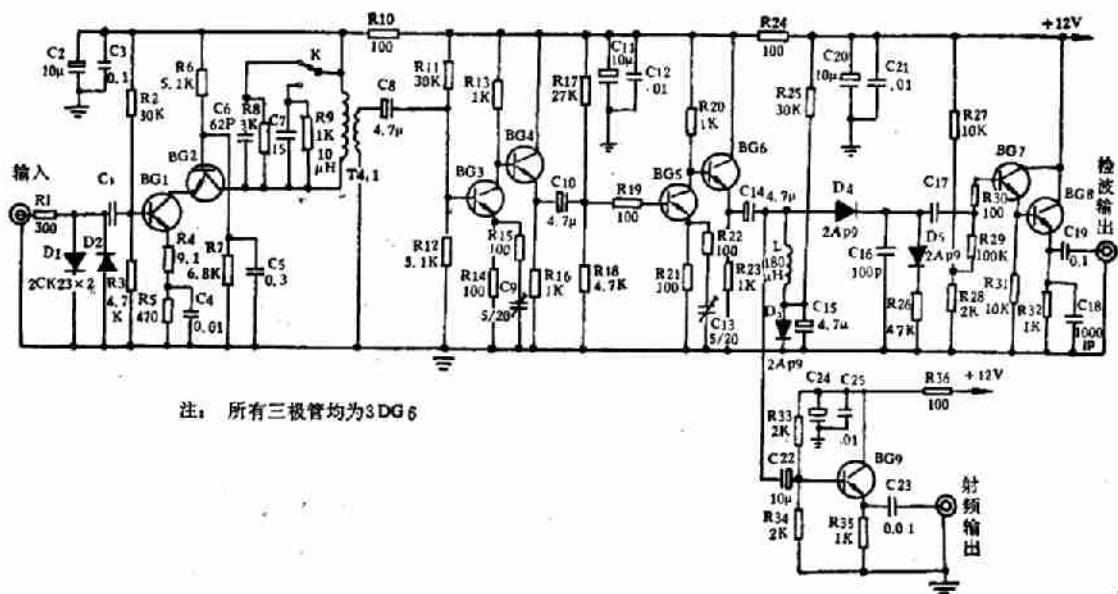 R10
100
R24
100
+12V
C2
10μ
C3
0.1
R2
30K
R6
5.1K
C6
62P
R8
3K
K
C7
15
R9
1K
10
μH
T4,1
C8
4.7μ
R11
30K
R13
1K
BG4
R17
27K
C11
10μ
C12
.01
R20
1K
BG6
R25
30K
C20
10μ
C21
.01
R27
10K
BG7
BG8
检波输出
输入
R1
300
D1
D2
2CK23×2
BG1
BG2
R3
4.7
K
R4
9.1
R5
470
C4
0.01
R7
6.8K
C5
0.3
BG3
R12
5.1K
R15
100
R14
100
C9
5/20
R16
1K
C10
4.7μ
R18
4.7K
R19
100
BG5
R21
100
R22
100
C13
5/20
R23
1K
C14
4.7μ
L
180
μH
D3
2Ap9
C15
4.7μ
D4
2Ap9
C16
100p
D5
2Ap9
R26
47K
C17
R30
100
R29
100K
R28
2K
R31
10K
R32
1K
C19
0.1
C18
1000
1P
注： 所有三极管均为3DG6
R33
2K
C24
C25
.01
R36
100
+12V
C22
10μ
BG9
R34
2K
R35
1K
C23
0.01
射频输出